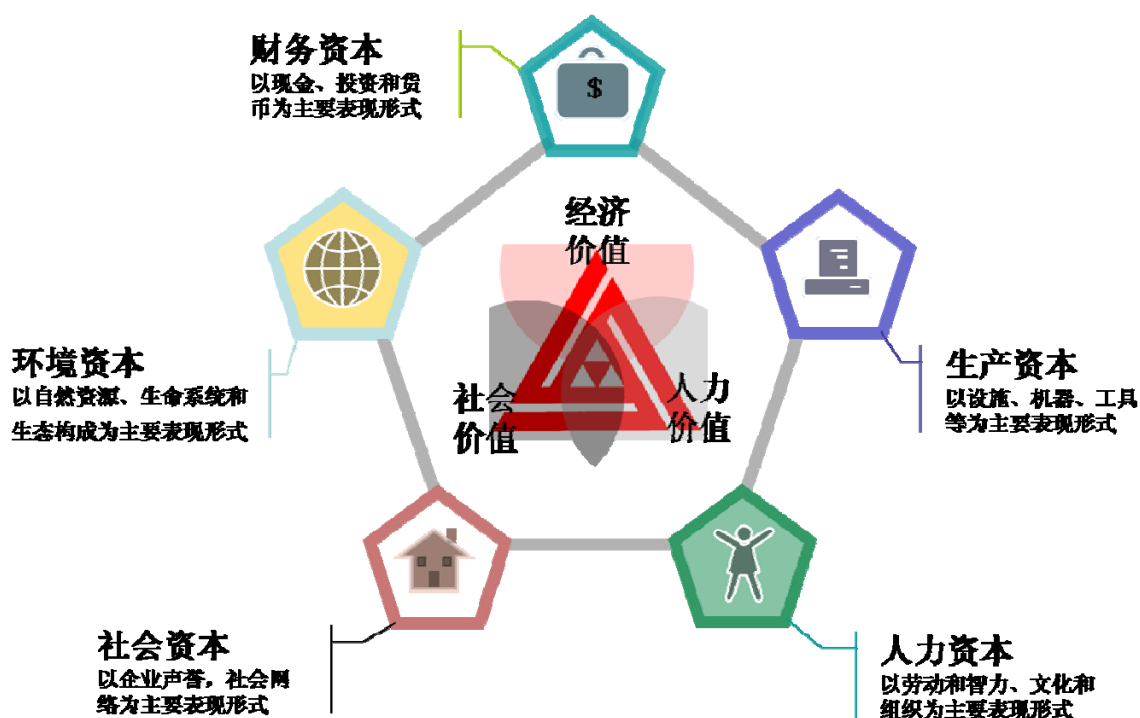 财务资本
以现金、投资和货
币为主要表现形式
$
经济
价值
环境资本
以自然资源、生命系统和
生态构成为主要表现形式
生产资本
以设施、机器、工具
等为主要表现形式
社会
价值
人力
价值
社会资本
以企业声誉，社会网
络为主要表现形式
人力资本
以劳动和智力、文化和
组织为主要表现形式